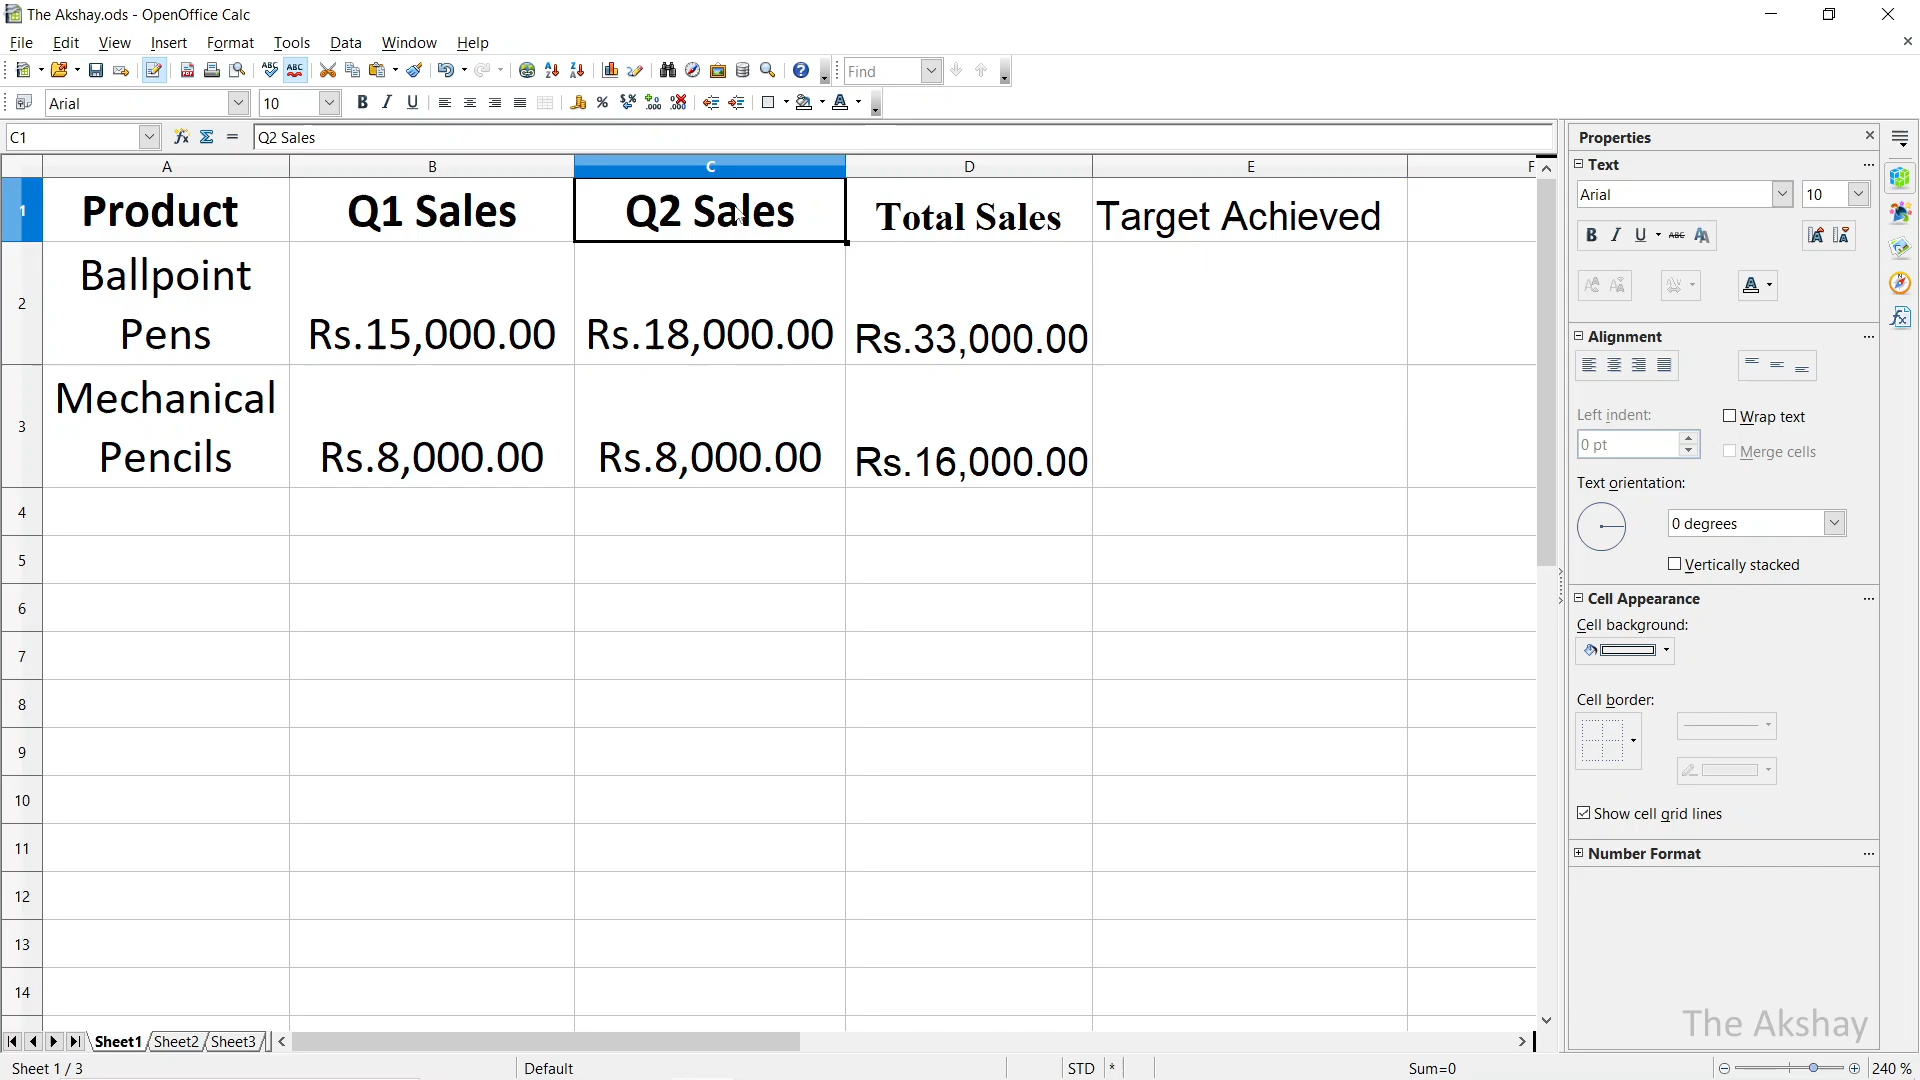 The Akshay.ods - OpenOffice Calc
File Edit View Insert Format Tools Data Window Help
Find
Arial 10
C1 Q2 Sales
A B C D E F
1 Product Q1 Sales Q2 Sales Total Sales Target Achieved
Ballpoint
2 Pens Rs.15,000.00 Rs.18,000.00 Rs.33,000.00
Mechanical
3 Pencils Rs.8,000.00 Rs.8,000.00 Rs.16,000.00
4
5
6
7
8
9
10
11
12
13
14
Sheet1 Sheet2 Sheet3
Sheet 1 / 3 Default STD * Sum=0 240 %
Properties
Text
Arial 10
Alignment
Left indent:
Wrap text
0 pt
Merge cells
Text orientation:
0 degrees
Vertically stacked
Cell Appearance
Cell background:
Cell border:
Show cell grid lines
Number Format
The Akshay